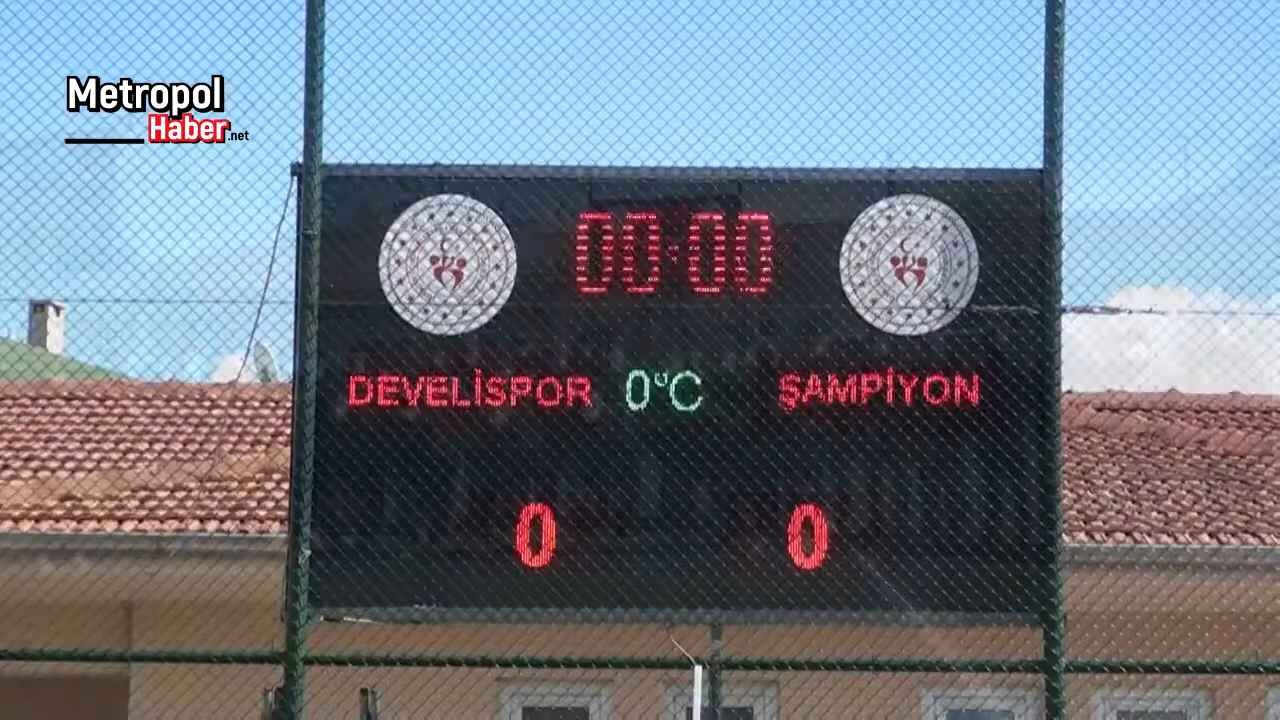 Metropol
Haber.net
00:00
DEVELİSPOR 0°C ŞAMPİYON
0 0